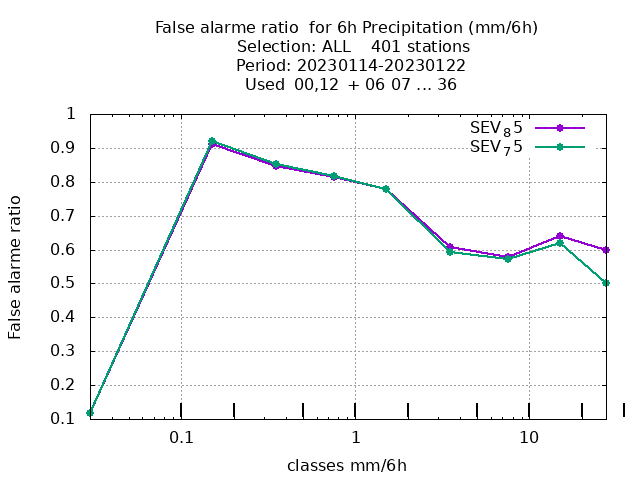 False alarme ratio  for 6h Precipitation (mm/6h)
Selection: ALL    401 stations
Period: 20230114-20230122
Used  00,12  + 06 07 ... 36
SEV₈5
SEV₇5
1
0.9
0.8
0.7
0.6
0.5
0.4
0.3
0.2
0.1
False alarme ratio
0.1
1
10
classes mm/6h